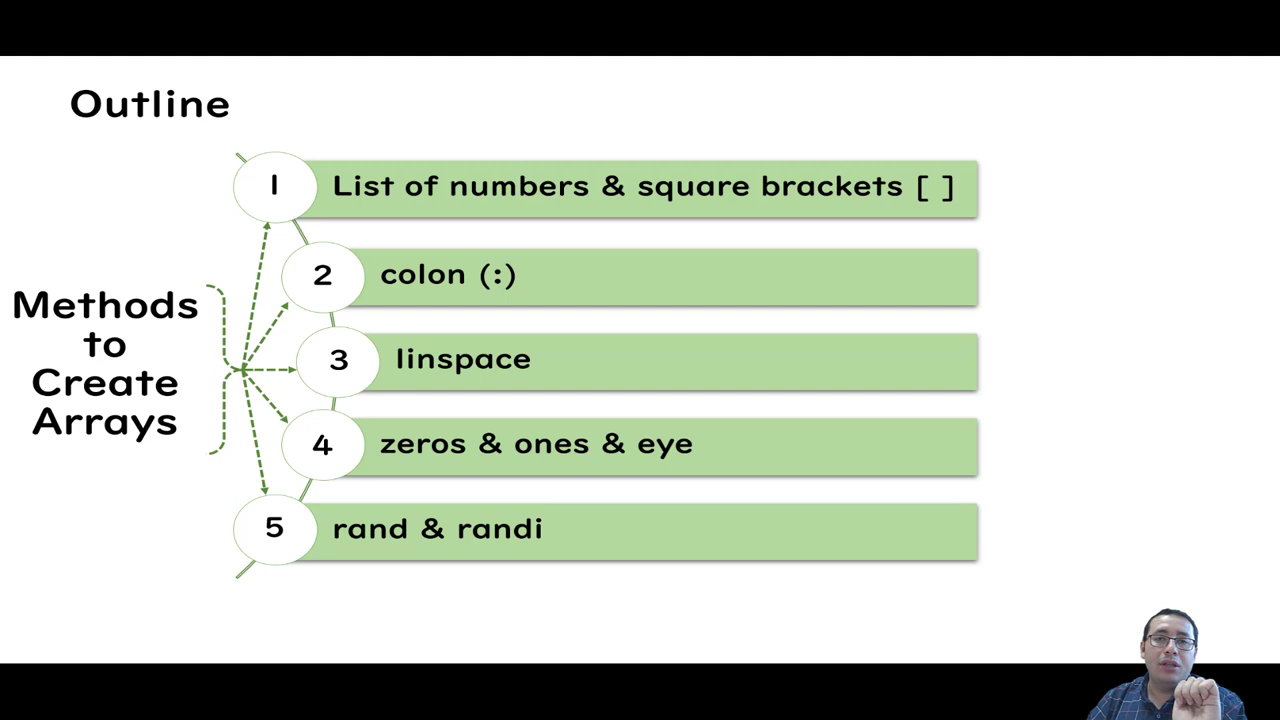 Outline
1 List of numbers & square brackets [ ]
2 colon (:)
Methods
to
Create
Arrays
3 linspace
4 zeros & ones & eye
5 rand & randi